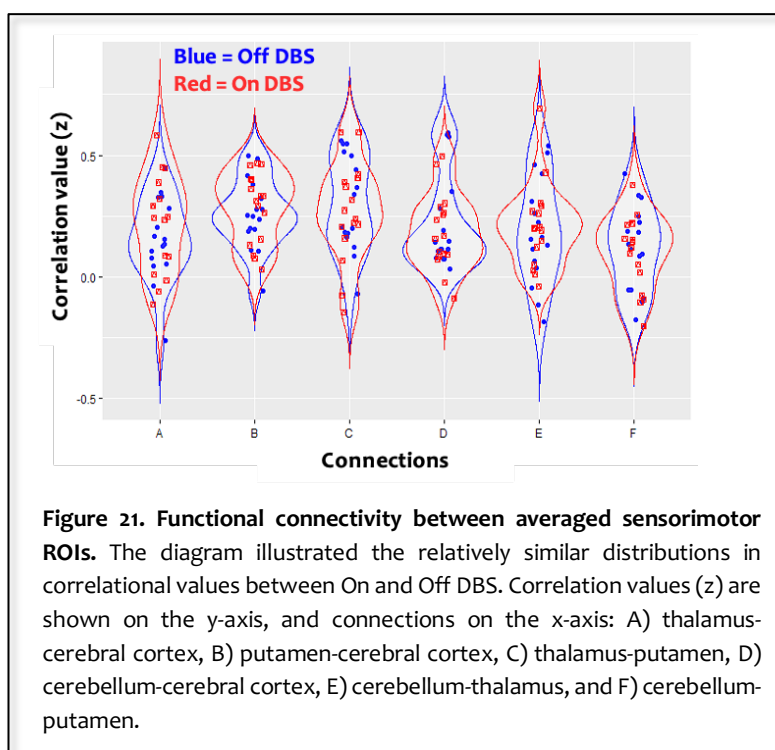 Blue = Off DBS
Red = On DBS
Correlation value (z)
0.5
0.0
-0.5
A B C D E F
Connections
Figure 21. Functional connectivity between averaged sensorimotor
ROIs. The diagram illustrated the relatively similar distributions in
correlational values between On and Off DBS. Correlation values (z) are
shown on the y-axis, and connections on the x-axis: A) thalamus-
cerebral cortex, B) putamen-cerebral cortex, C) thalamus-putamen, D)
cerebellum-cerebral cortex, E) cerebellum-thalamus, and F) cerebellum-
putamen.